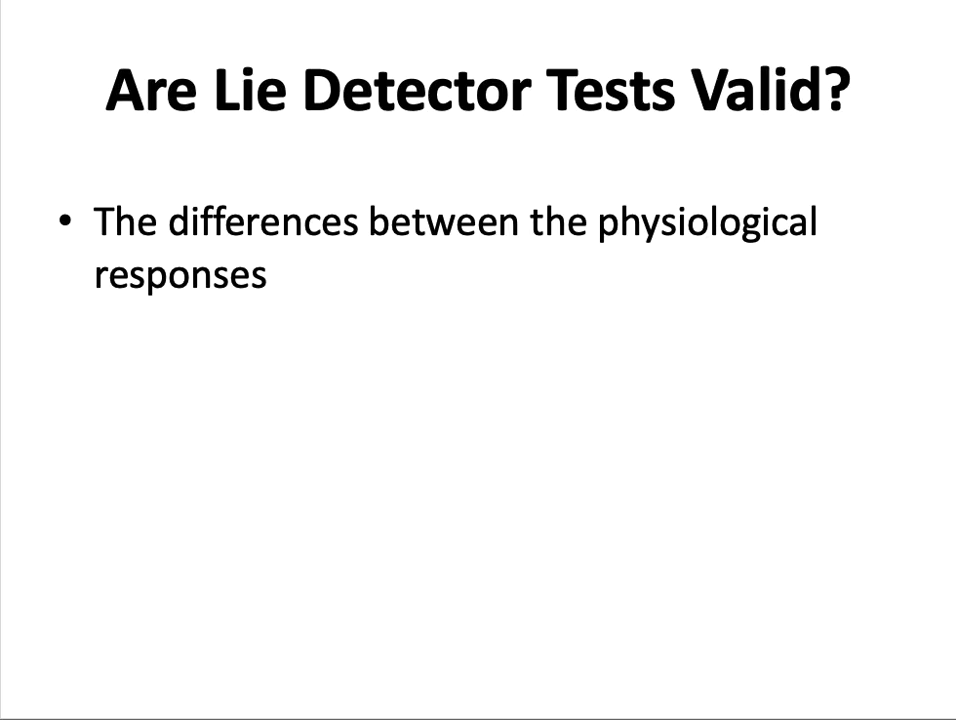 Are Lie Detector Tests Valid?
• The differences between the physiological
responses